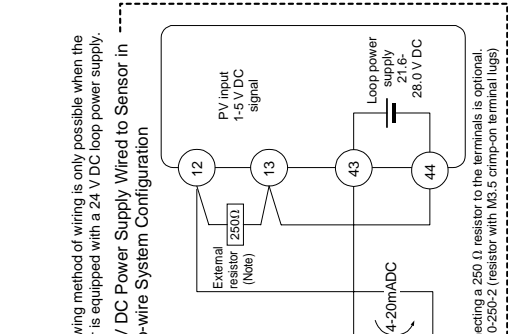 wing method of wiring is only possible when the
r is equipped with a 24 V DC loop power supply.
V DC Power Supply Wired to Sensor in
o-wire System Configuration
External
resistor
(Note)
250Ω
12
13
43
44
PV input
1-5 V DC
signal
Loop power
supply
21.6-
28.0 V DC
4-20mADC
ecting a 250 Ω resistor to the terminals is optional.
0-250-2 (resistor with M3.5 crimp-on terminal lugs)